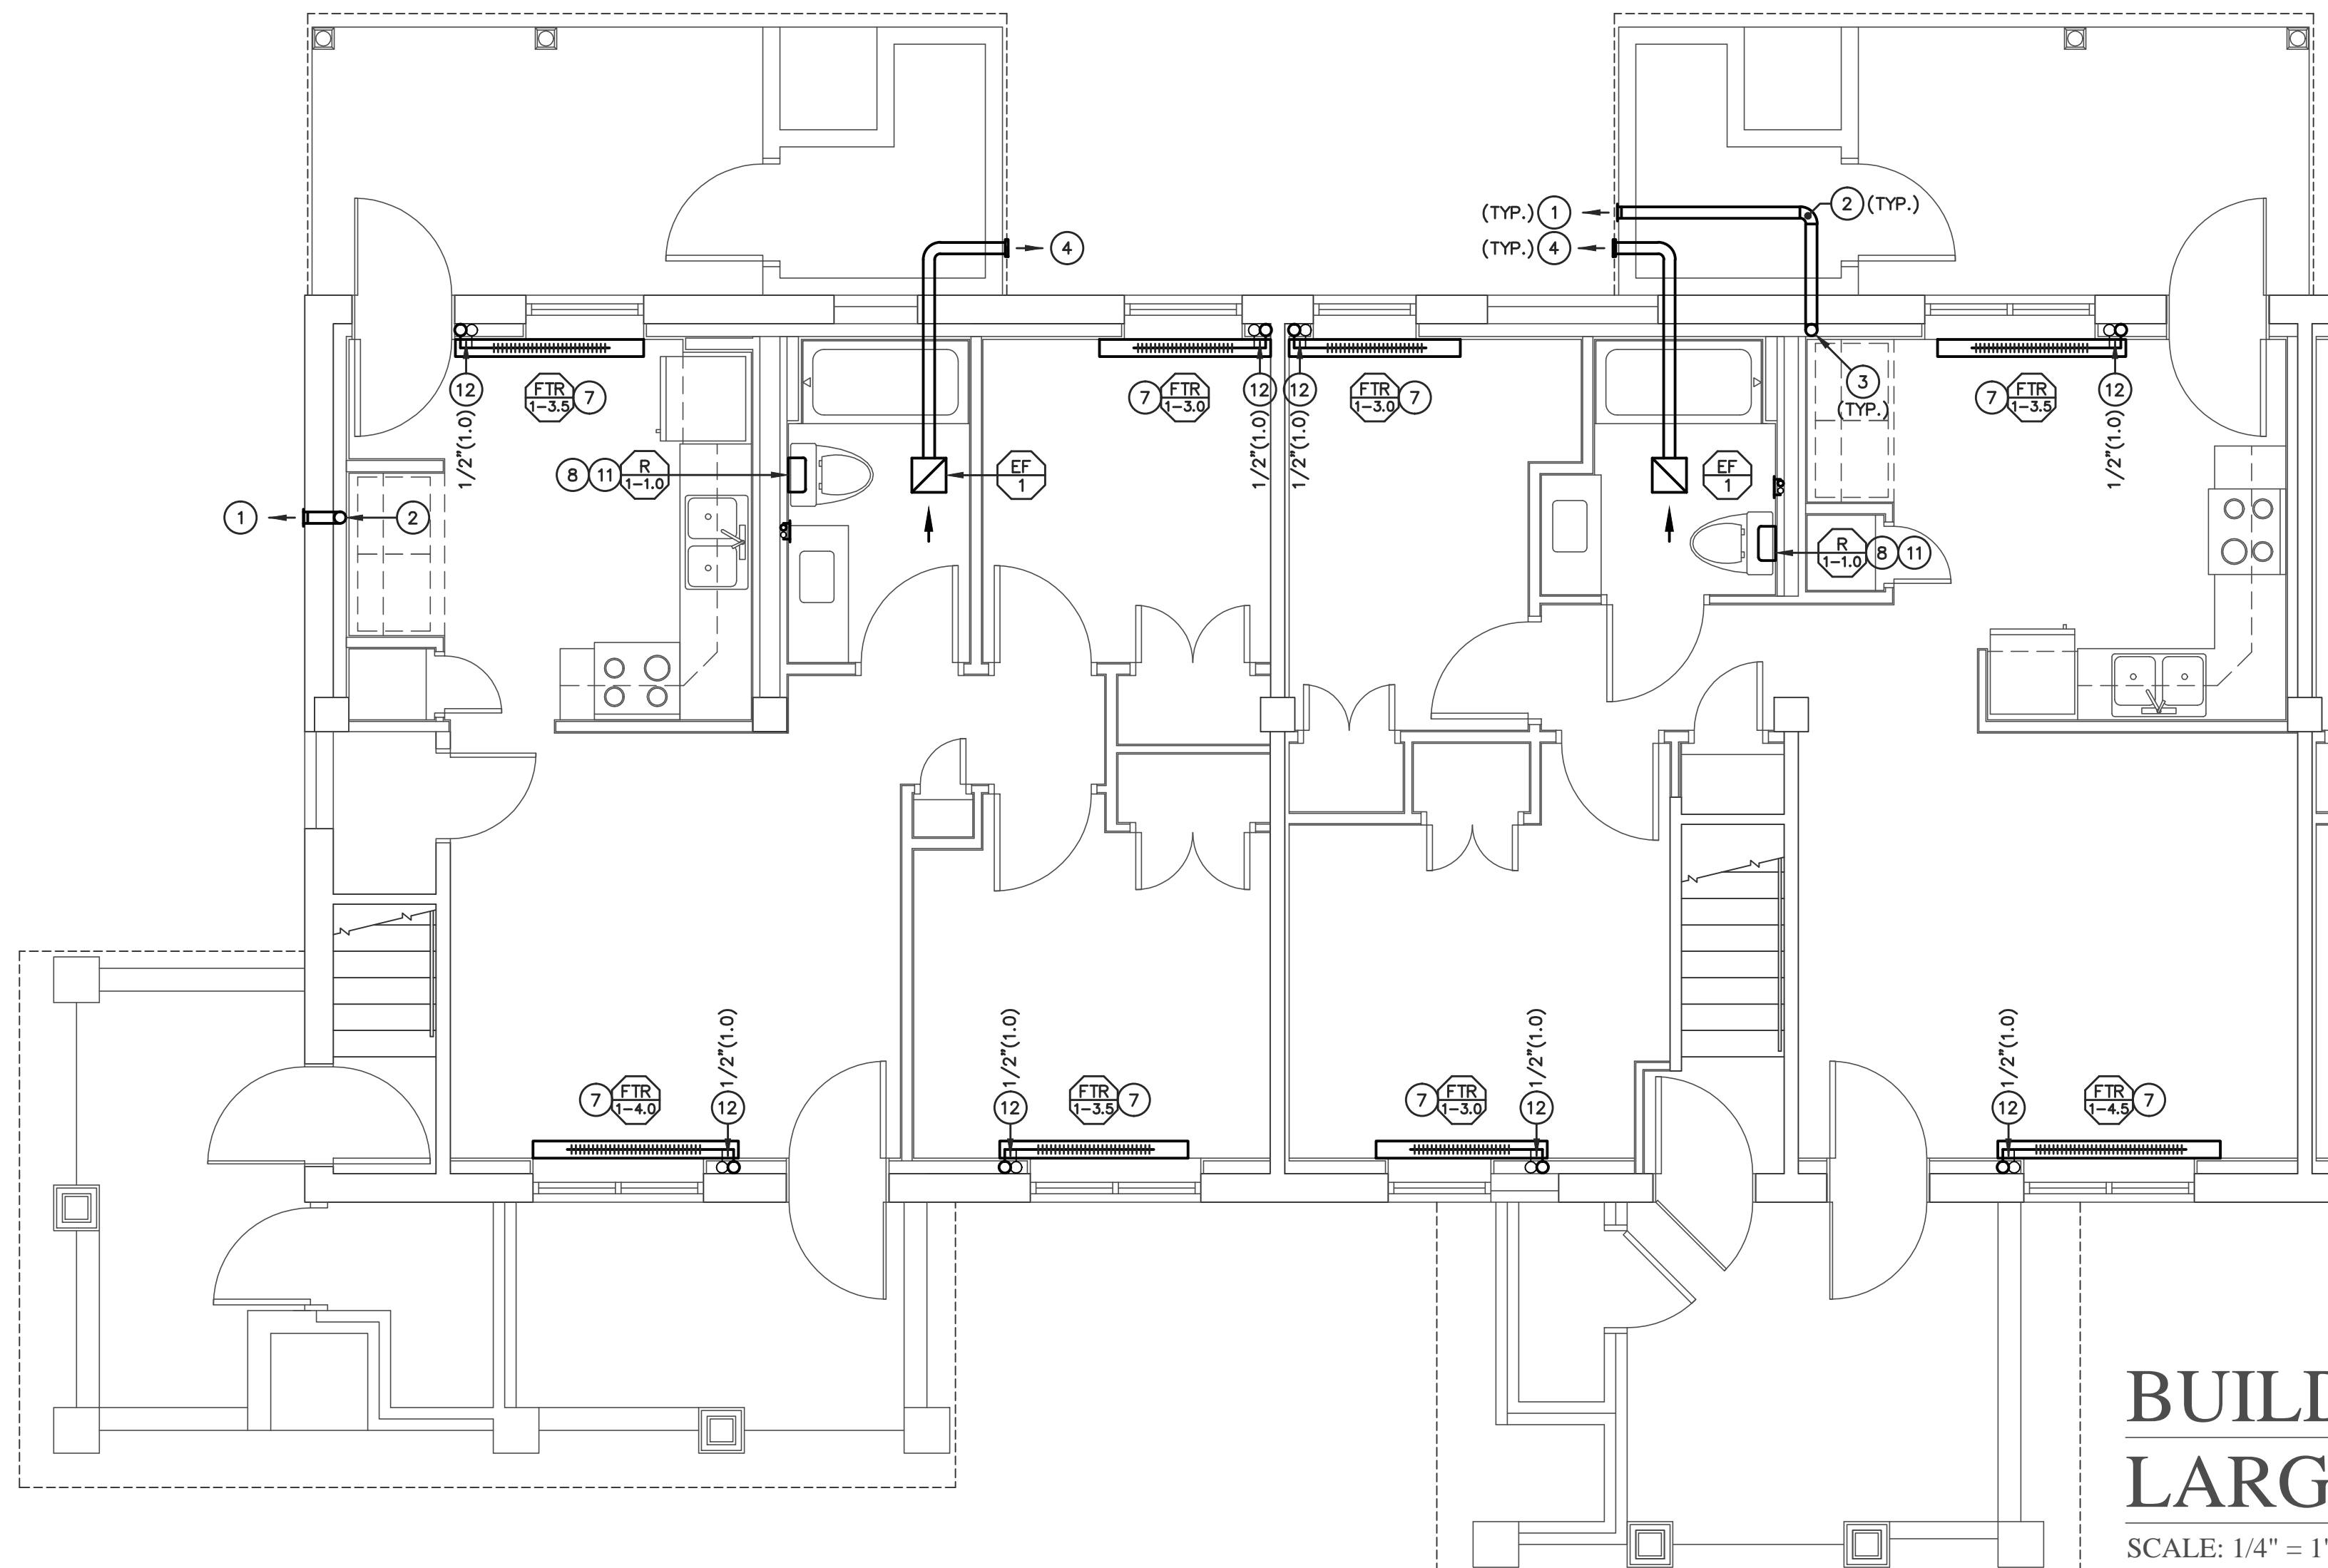 (TYP.) 1
2 (TYP.)
4
(TYP.) 4
12
FTR
1-3.5
7
1/2"(1.0)
7
FTR
1-3.0
12
1/2"(1.0)
12
1/2"(1.0)
FTR
1-3.0
7
3
(TYP.)
7
FTR
1-3.5
12
1/2"(1.0)
8 11
R
1-1.0
EF
1
EF
1
1
2
R
1-1.0
8 11
7
FTR
1-4.0
12
1/2"(1.0)
12
1/2"(1.0)
FTR
1-3.5
7
7
FTR
1-3.0
12
1/2"(1.0)
12
1/2"(1.0)
FTR
1-4.5
7
LARG
SCALE: 1/4" = 1'